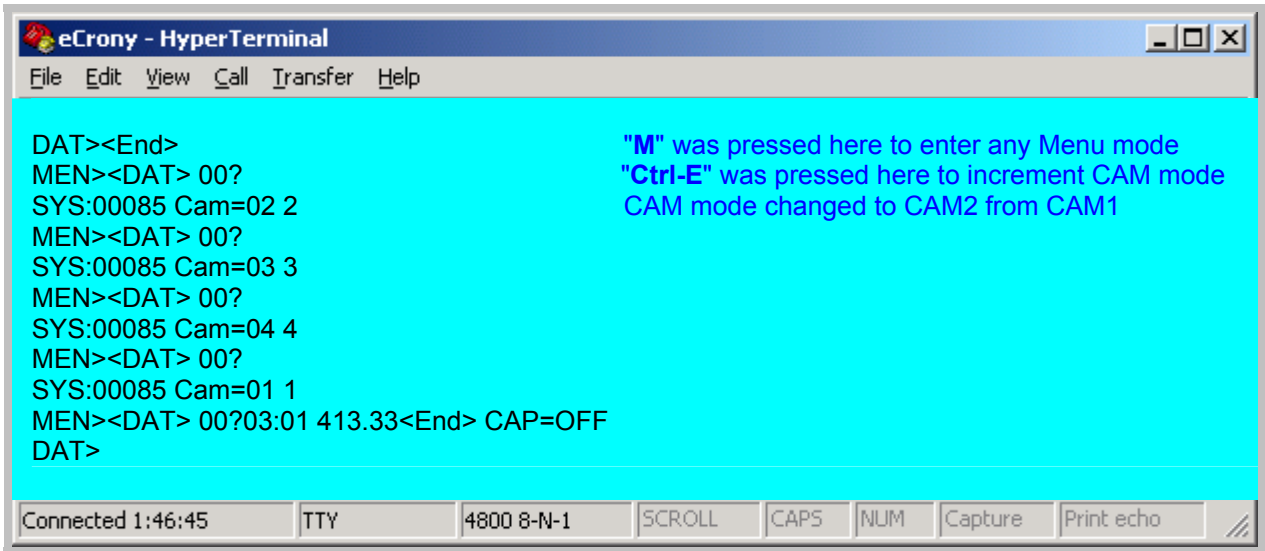 eCrony - HyperTerminal
File Edit View Call Transfer Help
DAT><End> "M" was pressed here to enter any Menu mode
MEN><DAT> 00? "Ctrl-E" was pressed here to increment CAM mode
SYS:00085 Cam=02 2 CAM mode changed to CAM2 from CAM1
MEN><DAT> 00?
SYS:00085 Cam=03 3
MEN><DAT> 00?
SYS:00085 Cam=04 4
MEN><DAT> 00?
SYS:00085 Cam=01 1
MEN><DAT> 00?03:01 413.33<End> CAP=OFF
DAT>
Connected 1:46:45 TTY 4800 8-N-1 SCROLL CAPS NUM Capture Print echo